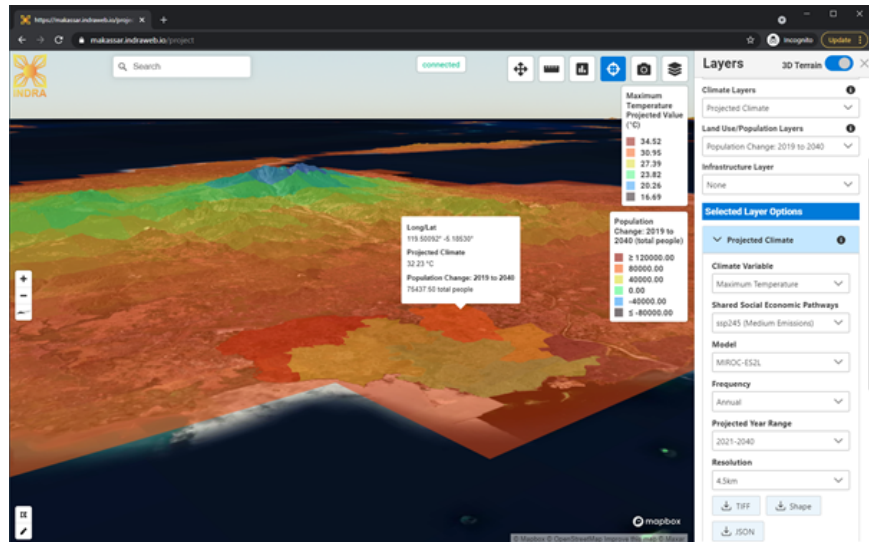 https://makassar.indraweb.io/projec
makassar.indraweb.io/project
Incognito
Update
INDRA
Search
connected
Maximum
Temperature
Projected Value
(°C)
34.52
30.95
27.39
23.82
20.26
16.69
Population
Change: 2019 to
2040 (total people)
≥ 120000.00
80000.00
40000.00
0.00
-40000.00
≤ -80000.00
Long/Lat
119.50092° -5.18530°
Projected Climate
32.23 °C
Population Change: 2019 to 2040
75437.50 total people
mapbox
© Mapbox © OpenStreetMap Improve this map © Maxar
Layers
3D Terrain
Climate Layers
Projected Climate
Land Use/Population Layers
Population Change: 2019 to 2040
Infrastructure Layer
None
Selected Layer Options
Projected Climate
Climate Variable
Maximum Temperature
Shared Social Economic Pathways
ssp245 (Medium Emissions)
Model
MIROC-ES2L
Frequency
Annual
Projected Year Range
2021-2040
Resolution
4.5km
TIFF
Shape
JSON